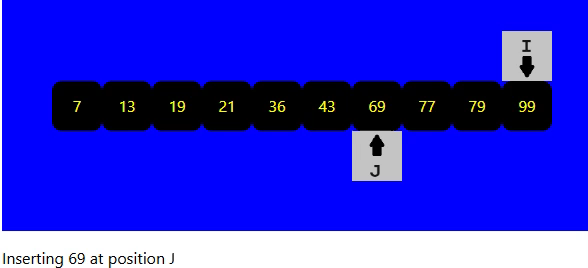 I
7 13 19 21 36 43 69 77 79 99
J
Inserting 69 at position J